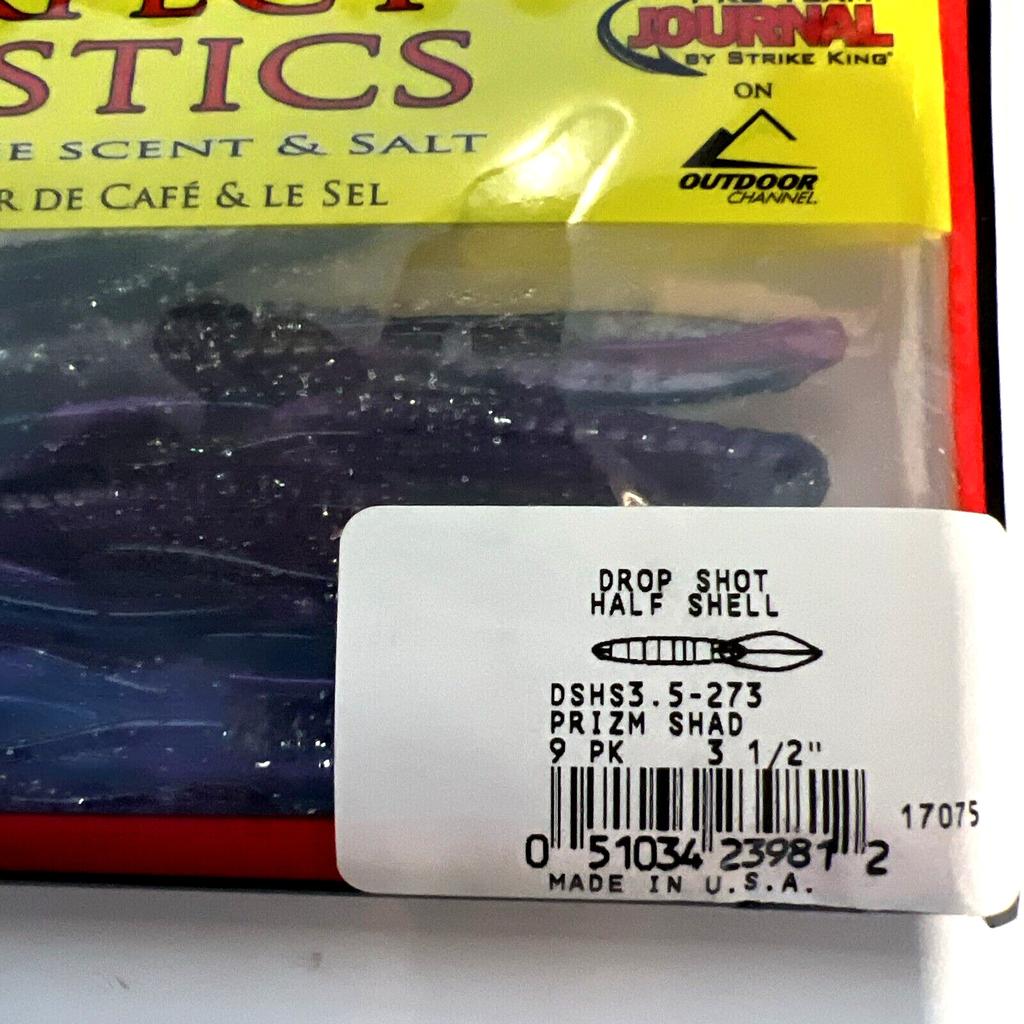 STICS
SCENT & SALT
DE CAFÉ & LE SEL
JOURNAL
BY STRIKE KING®
ON
OUTDOOR
CHANNEL
DROP SHOT
HALF SHELL
DSHS3.5-273
PRIZM SHAD
9 PK 3 1/2"
17075
0 51034 23981 2
MADE IN U.S.A.